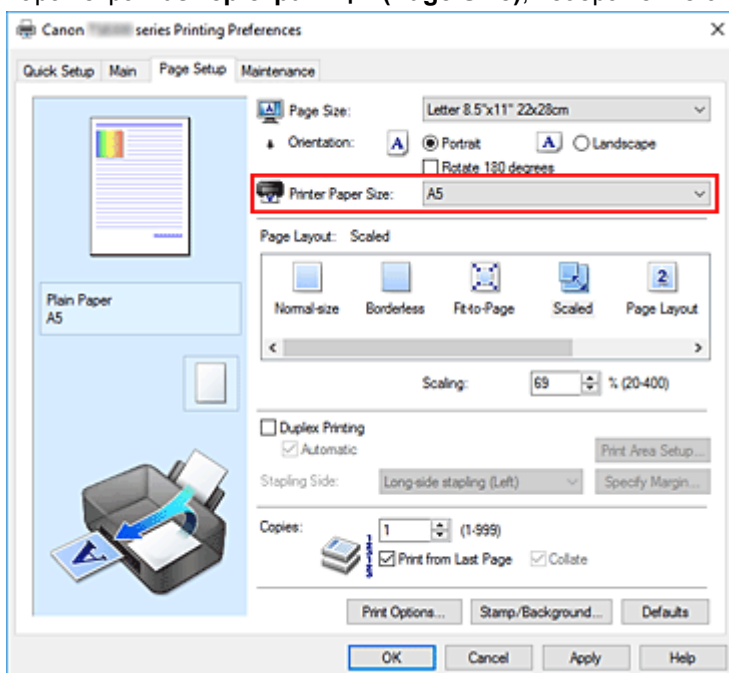 (Page Size),
Canon series Printing Preferences
Quick Setup Main Page Setup Maintenance
Page Size: Letter 8.5"x11" 22x28cm
Orientation: A Portrait A Landscape
Rotate 180 degrees
Printer Paper Size: A5
Page Layout: Scaled
Plain Paper
A5
Normal-size Borderless Fit-to-Page Scaled 2 Page Layout
Scaling: 69 % (20-400)
Duplex Printing
Automatic
Print Area Setup...
Stapling Side: Long-side stapling (Left) Specify Margin...
Copies: 1 (1-999)
Print from Last Page Collate
Print Options... Stamp/Background... Defaults
OK Cancel Apply Help